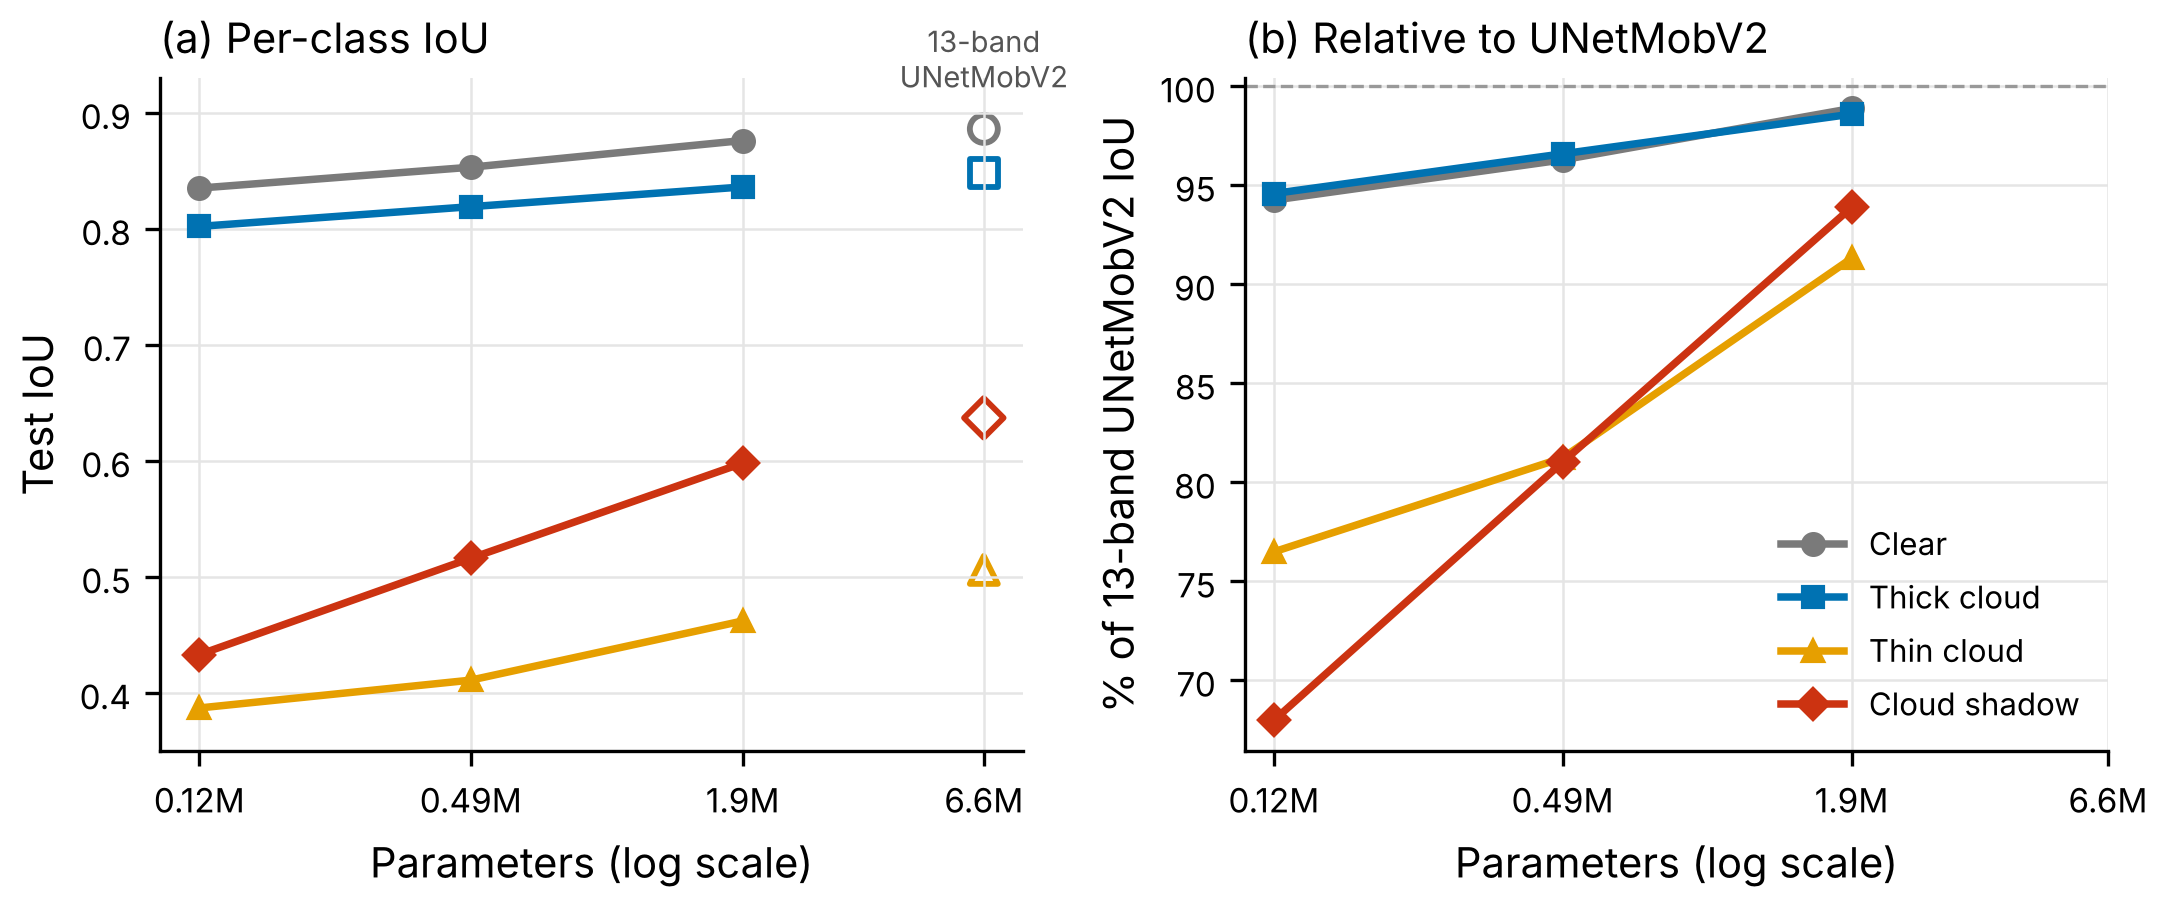 (a) Per-class IoU
13-band
UNetMobV2
Test IoU
0.9
0.8
0.7
0.6
0.5
0.4
0.12M
0.49M
1.9M
6.6M
Parameters (log scale)
(b) Relative to UNetMobV2
% of 13-band UNetMobV2 IoU
100
95
90
85
80
75
70
Clear
Thick cloud
Thin cloud
Cloud shadow
0.12M
0.49M
1.9M
6.6M
Parameters (log scale)